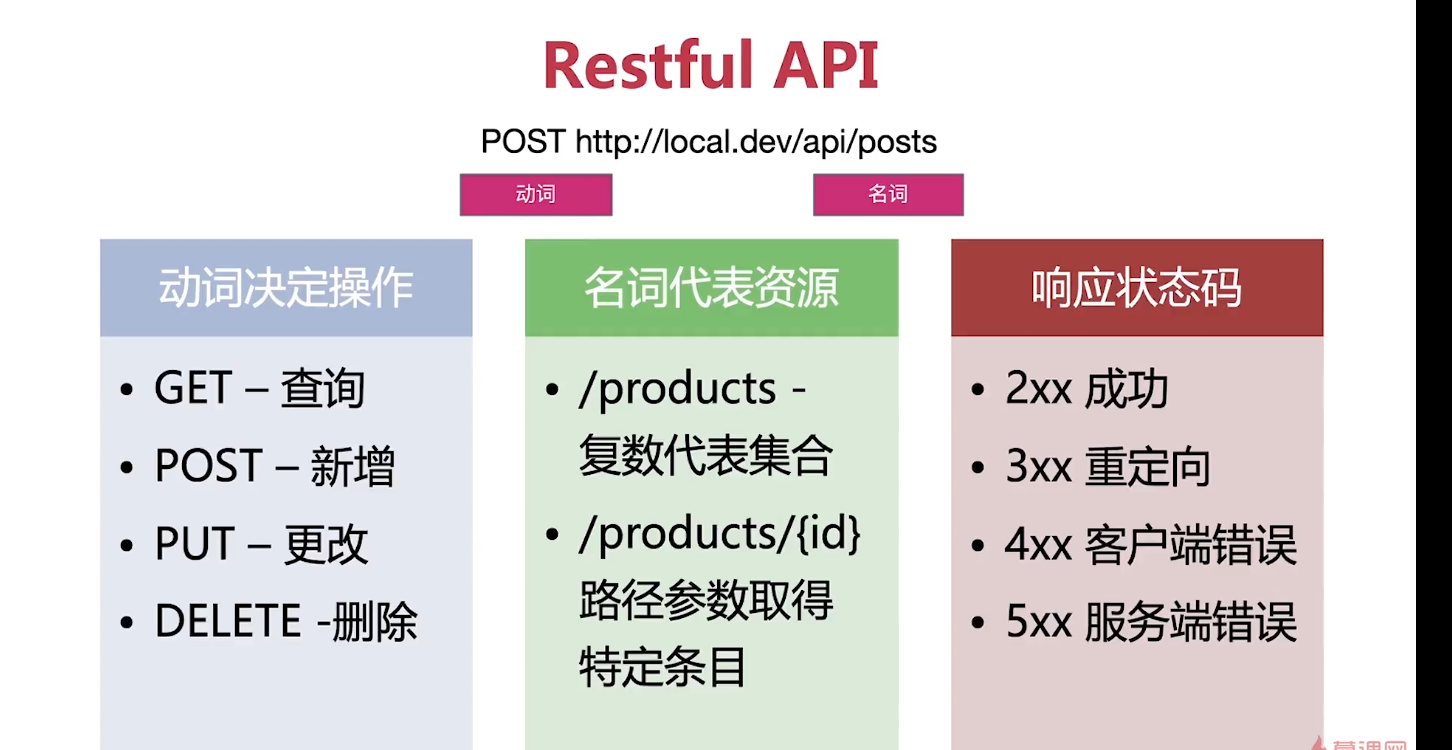 Restful API
POST http://local.dev/api/posts
动词
名词
动词决定操作
• GET – 查询
• POST – 新增
• PUT – 更改
• DELETE -删除
名词代表资源
• /products -
复数代表集合
• /products/{id}
路径参数取得
特定条目
响应状态码
• 2xx 成功
• 3xx 重定向
• 4xx 客户端错误
• 5xx 服务端错误
慕课网